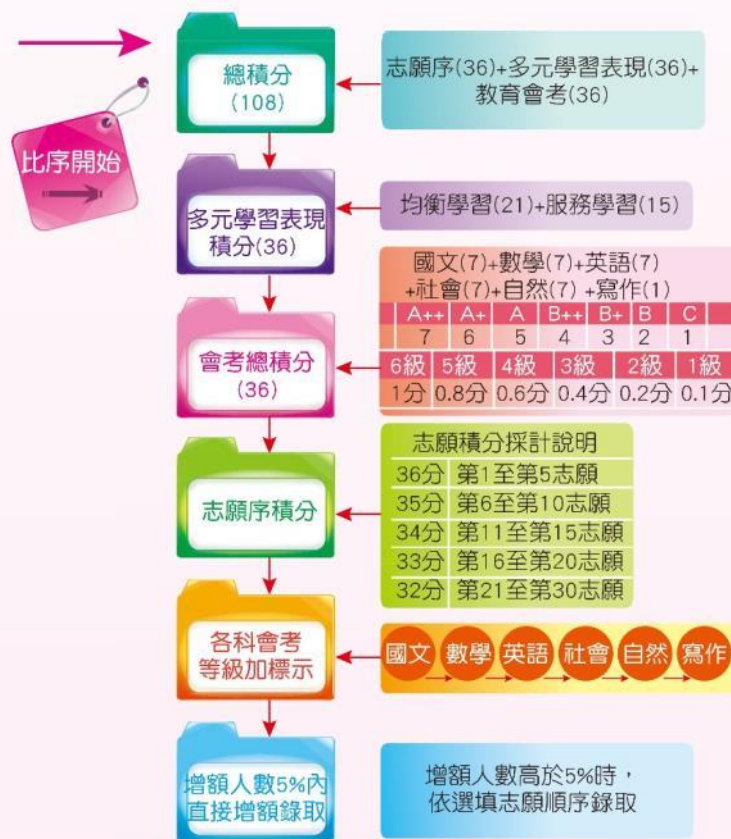 比序開始
總積分
(108)
志願序(36)+多元學習表現(36)+
教育會考(36)
多元學習表現
積分(36)
均衡學習(21)+服務學習(15)
會考總積分
(36)
國文(7)+數學(7)+英語(7)
+社會(7)+自然(7) +寫作(1)
A++ A+ A B++ B+ B C
7 6 5 4 3 2 1
6級 5級 4級 3級 2級 1級
1分 0.8分 0.6分 0.4分 0.2分 0.1分
志願序積分
志願積分採計說明
36分 第1至第5志願
35分 第6至第10志願
34分 第11至第15志願
33分 第16至第20志願
32分 第21至第30志願
各科會考
等級加標示
國文 數學 英語 社會 自然 寫作
增額人數5%內
直接增額錄取
增額人數高於5%時，
依選填志願順序錄取